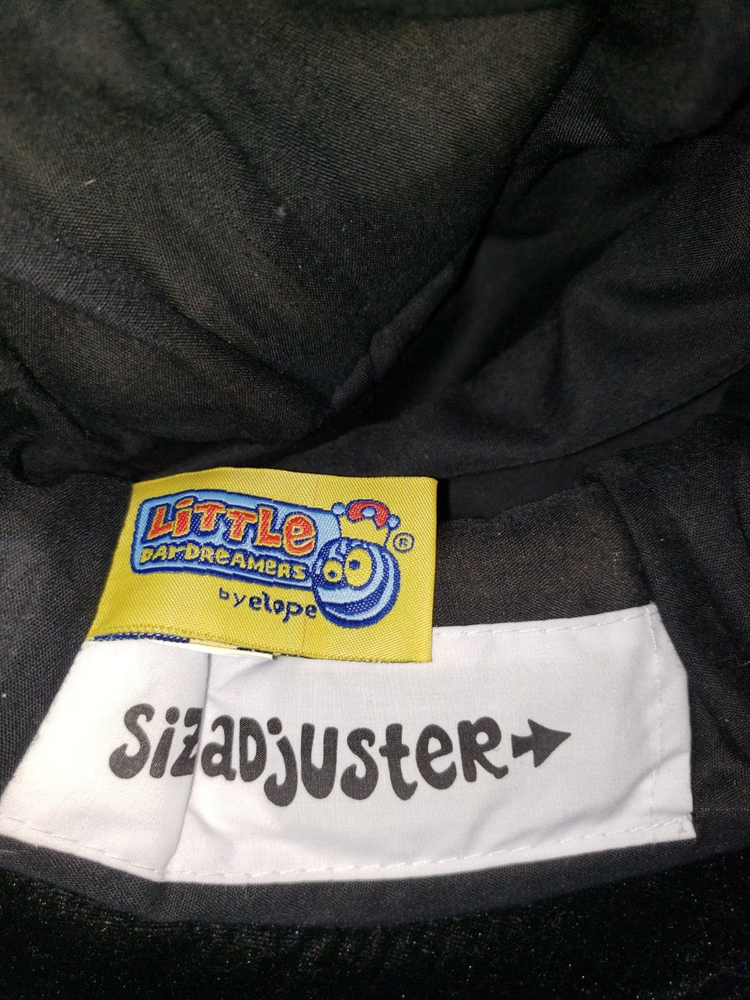 LiTTLe
DAYDREAMERS
®
by elope
SizaDjusteR→